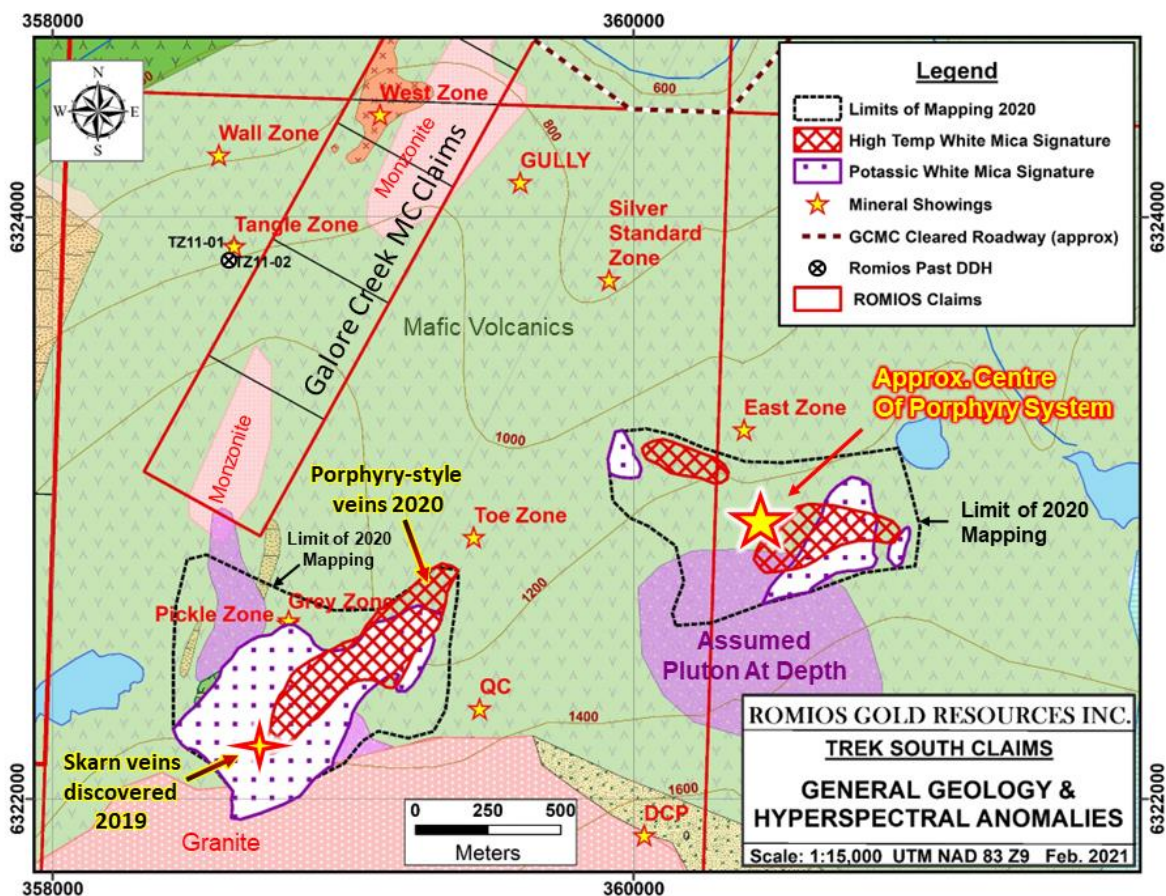 358000
360000
N
W
E
S
600
Legend
Limits of Mapping 2020
High Temp White Mica Signature
Potassic White Mica Signature
Mineral Showings
GCMC Cleared Roadway (approx)
Romios Past DDH
ROMIOS Claims
West Zone
Wall Zone
Monzonite
800
GULLY
Galore Creek MC Claims
6324000
6324000
Silver
Standard
Zone
Tangle Zone
TZ11-01
TZ11-02
Mafic Volcanics
Approx. Centre
Of Porphyry System
East Zone
1000
Monzonite
Porphyry-style
veins 2020
Toe Zone
Limit of 2020
Mapping
Limit of 2020
Mapping
1200
Pickle Zone
Grey Zone
Assumed
Pluton At Depth
QC
1400
Skarn veins
discovered
2019
1600
DCP
0
6322000
6322000
Granite
0
250
500
Meters
ROMIOS GOLD RESOURCES INC.
TREK SOUTH CLAIMS
GENERAL GEOLOGY &
HYPERSPECTRAL ANOMALIES
Scale: 1:15,000 UTM NAD 83 Z9 Feb. 2021
358000
360000